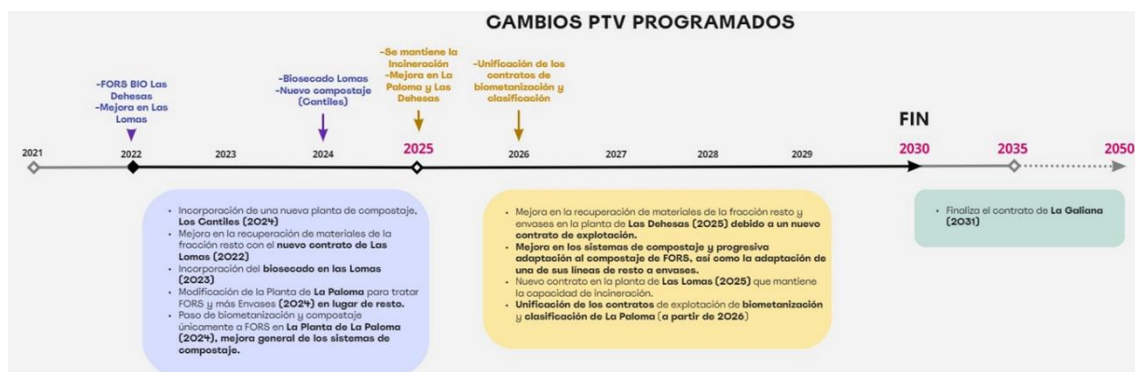 CAMBIOS PTV PROGRAMADOS
-FORS BIO Las
Dehesas
-Mejora en Las
Lomas
-Biosecado Lomas
-Nuevo compostaje
(Cantiles)
-Se mantiene la
Incineración
-Mejora en La
Paloma y Las
Dehesas
-Unificación de los
contratos de
biometanización y
clasificación
FIN
2021 2022 2023 2024 2025 2026 2027 2028 2029 2030 2035 2050
• Incorporación de una nueva planta de compostaje,
Los Cantiles (2024)
• Mejora en la recuperación de materiales de la
fracción resto con el nuevo contrato de Las
Lomas (2022)
• Incorporación del biosecado en las Lomas
(2023)
• Modificación de la Planta de La Paloma para tratar
FORS y más Envases (2024) en lugar de resto.
• Paso de biometanización y compostaje
únicamente a FORS en La Planta de La Paloma
(2024), mejora general de los sistemas de
compostaje.
• Mejora en la recuperación de materiales de la fracción resto y
envases en la planta de Las Dehesas (2025) debido a un nuevo
contrato de explotación.
• Mejora en los sistemas de compostaje y progresiva
adaptación al compostaje de FORS, así como la adaptación de
una de sus líneas de resto a envases.
• Nuevo contrato en la planta de Las Lomas (2025) que mantiene
la capacidad de incineración.
• Unificación de los contratos de explotación de biometanización
y clasificación de La Paloma (a partir de 2026)
• Finaliza el contrato de La Galiana
(2031)